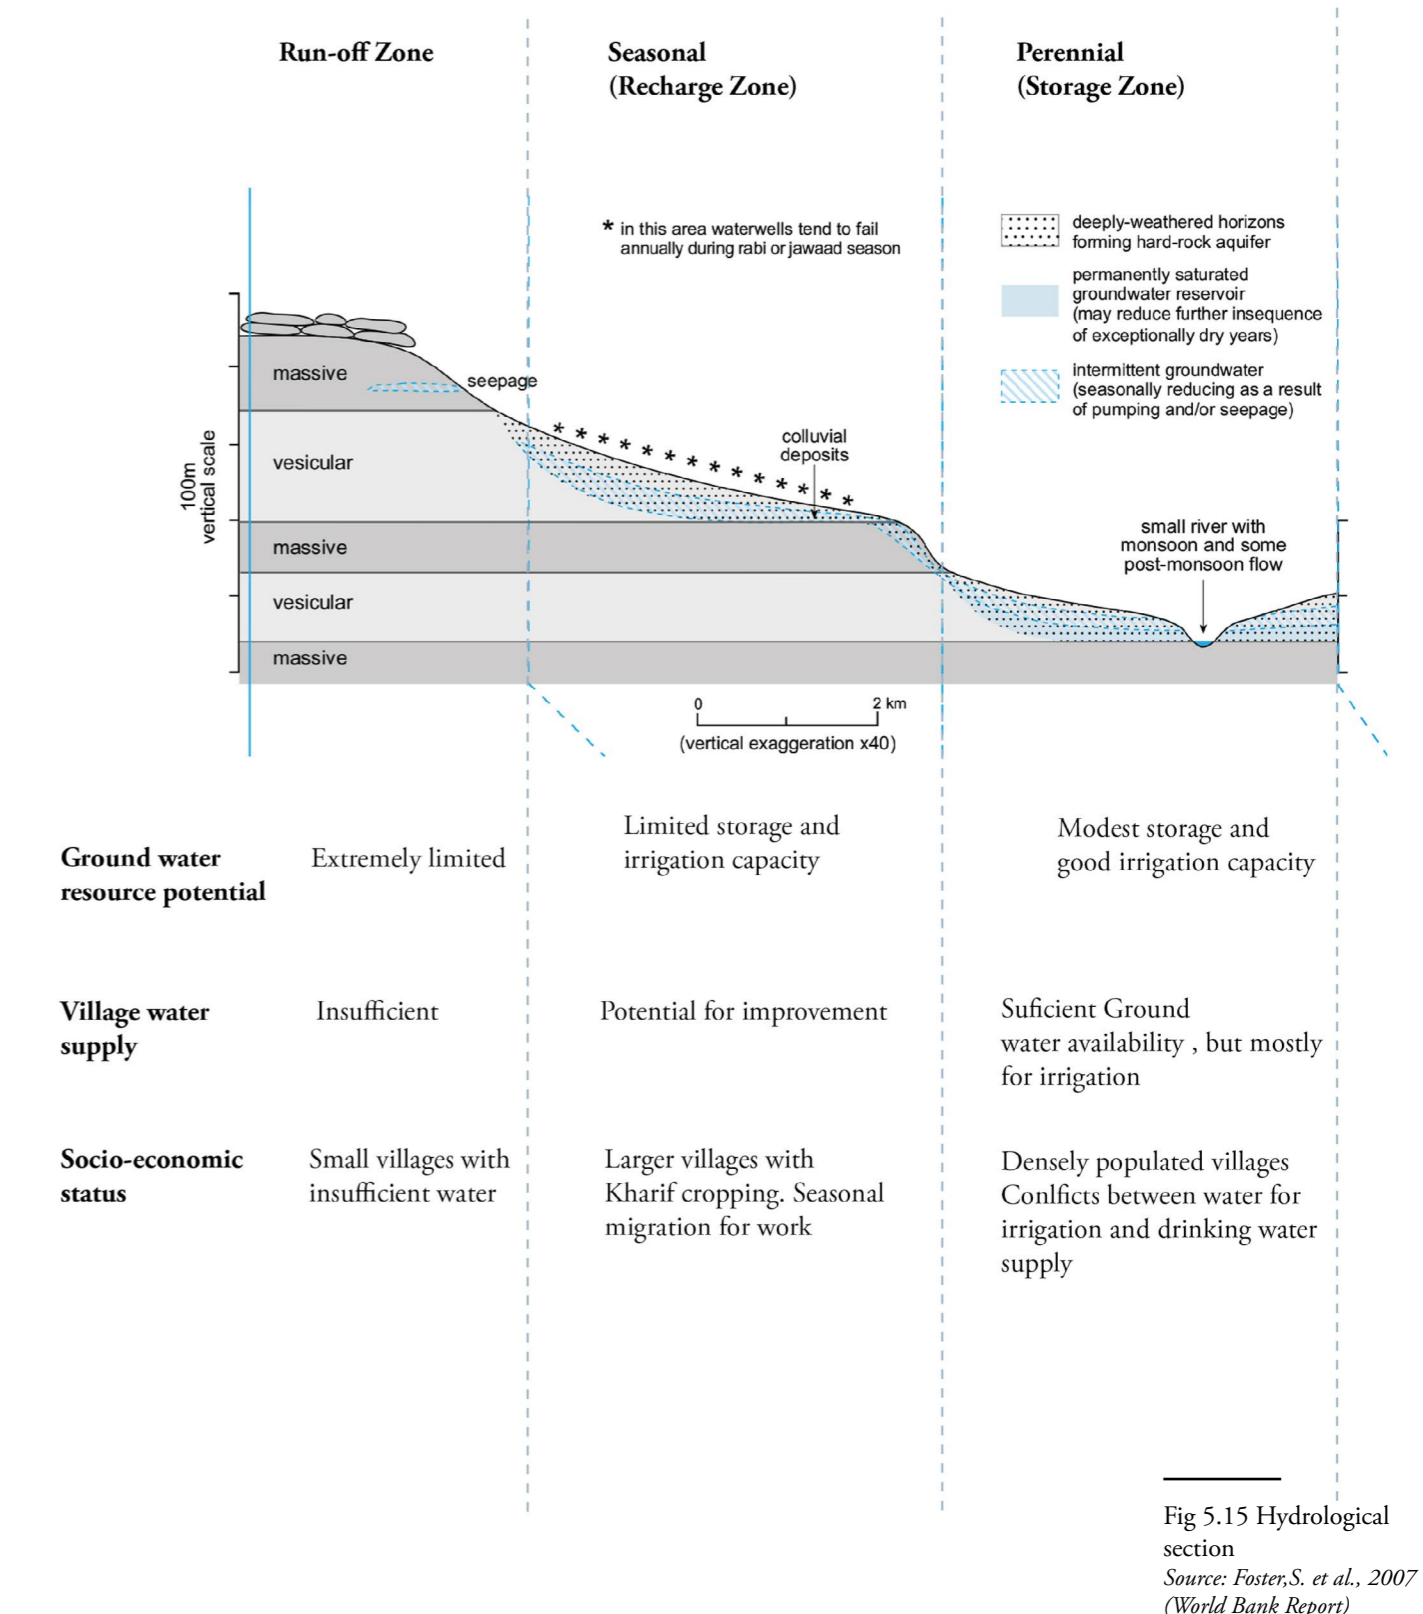 Run-off Zone
Seasonal
(Recharge Zone)
Perennial
(Storage Zone)
* in this area waterwells tend to fail
annually during rabi or jawaad season
deeply-weathered horizons
forming hard-rock aquifer
permanently saturated
groundwater reservoir
(may reduce further insequence
of exceptionally dry years)
intermittent groundwater
(seasonally reducing as a result
of pumping and/or seepage)
massive
seepage
vesicular
massive
vesicular
massive
100m
vertical scale
* * * * * * * * * * * * * *
colluvial
deposits
small river with
monsoon and some
post-monsoon flow
0 2 km
(vertical exaggeration x40)
Ground water
resource potential
Extremely limited
Limited storage and
irrigation capacity
Modest storage and
good irrigation capacity
Village water
supply
Insufficient
Potential for improvement
Suficient Ground
water availability , but mostly
for irrigation
Socio-economic
status
Small villages with
insufficient water
Larger villages with
Kharif cropping. Seasonal
migration for work
Densely populated villages
Conlficts between water for
irrigation and drinking water
supply
Fig 5.15 Hydrological
section
Source: Foster,S. et al., 2007
(World Bank Report)